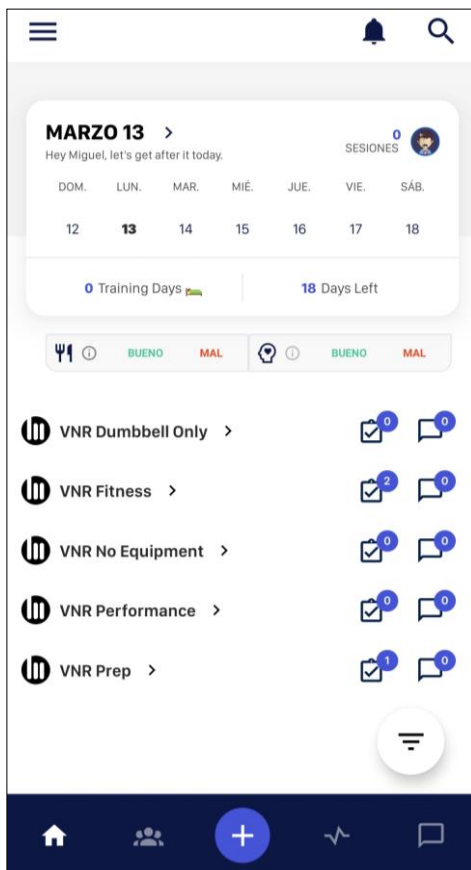 MARZO 13
Hey Miguel, let's get after it today.
0
SESIONES
DOM. LUN. MAR. MIÉ. JUE. VIE. SÁB.
12 13 14 15 16 17 18
0 Training Days
18 Days Left
BUENO MAL
BUENO MAL
VNR Dumbbell Only
0 0
VNR Fitness
2 0
VNR No Equipment
0 0
VNR Performance
0 0
VNR Prep
1 0